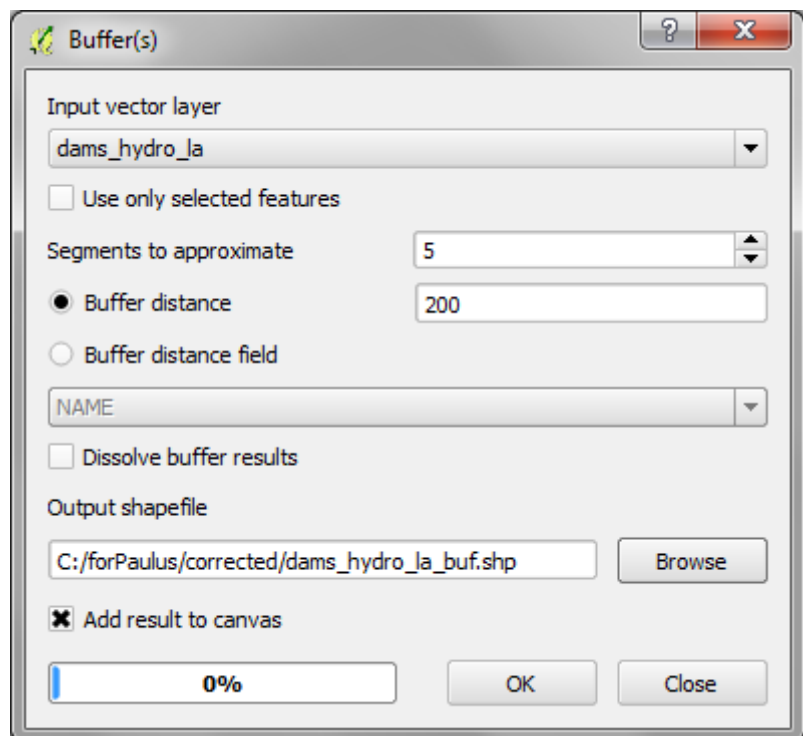 Buffer(s)
Input vector layer
dams_hydro_la
Use only selected features
Segments to approximate 5
Buffer distance 200
Buffer distance field
NAME
Dissolve buffer results
Output shapefile
C:/forPaulus/corrected/dams_hydro_la_buf.shp Browse
Add result to canvas
0% OK Close